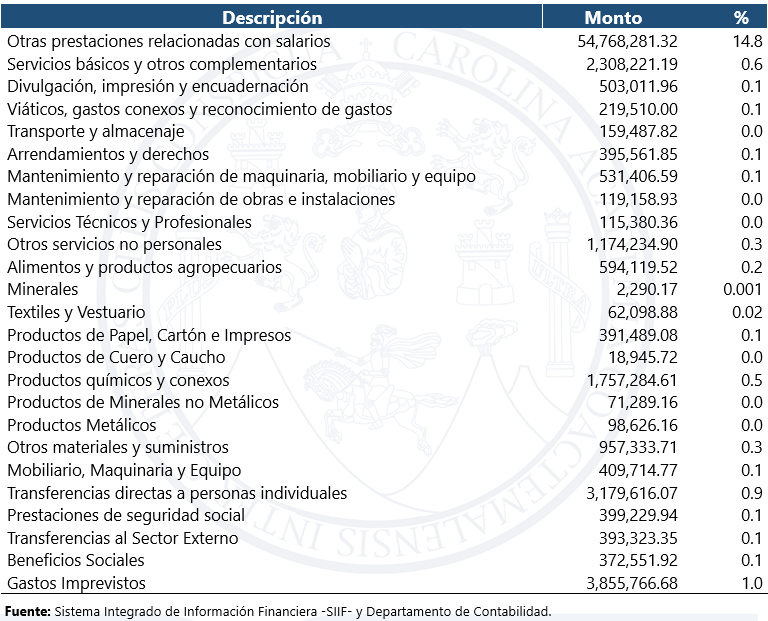 Descripción Monto %
Otras prestaciones relacionadas con salarios 54,768,281.32 14.8
Servicios básicos y otros complementarios 2,308,221.19 0.6
Divulgación, impresión y encuadernación 503,011.96 0.1
Viáticos, gastos conexos y reconocimiento de gastos 219,510.00 0.1
Transporte y almacenaje 159,487.82 0.0
Arrendamientos y derechos 395,561.85 0.1
Mantenimiento y reparación de maquinaria, mobiliario y equipo 531,406.59 0.1
Mantenimiento y reparación de obras e instalaciones 119,158.93 0.0
Servicios Técnicos y Profesionales 115,380.36 0.0
Otros servicios no personales 1,174,234.90 0.3
Alimentos y productos agropecuarios 594,119.52 0.2
Minerales 2,290.17 0.001
Textiles y Vestuario 62,098.88 0.02
Productos de Papel, Cartón e Impresos 391,489.08 0.1
Productos de Cuero y Caucho 18,945.72 0.0
Productos químicos y conexos 1,757,284.61 0.5
Productos de Minerales no Metálicos 71,289.16 0.0
Productos Metálicos 98,626.16 0.0
Otros materiales y suministros 957,333.71 0.3
Mobiliario, Maquinaria y Equipo 409,714.77 0.1
Transferencias directas a personas individuales 3,179,616.07 0.9
Prestaciones de seguridad social 399,229.94 0.1
Transferencias al Sector Externo 393,323.35 0.1
Beneficios Sociales 372,551.92 0.1
Gastos Imprevistos 3,855,766.68 1.0
Fuente: Sistema Integrado de Información Financiera -SIIF- y Departamento de Contabilidad.